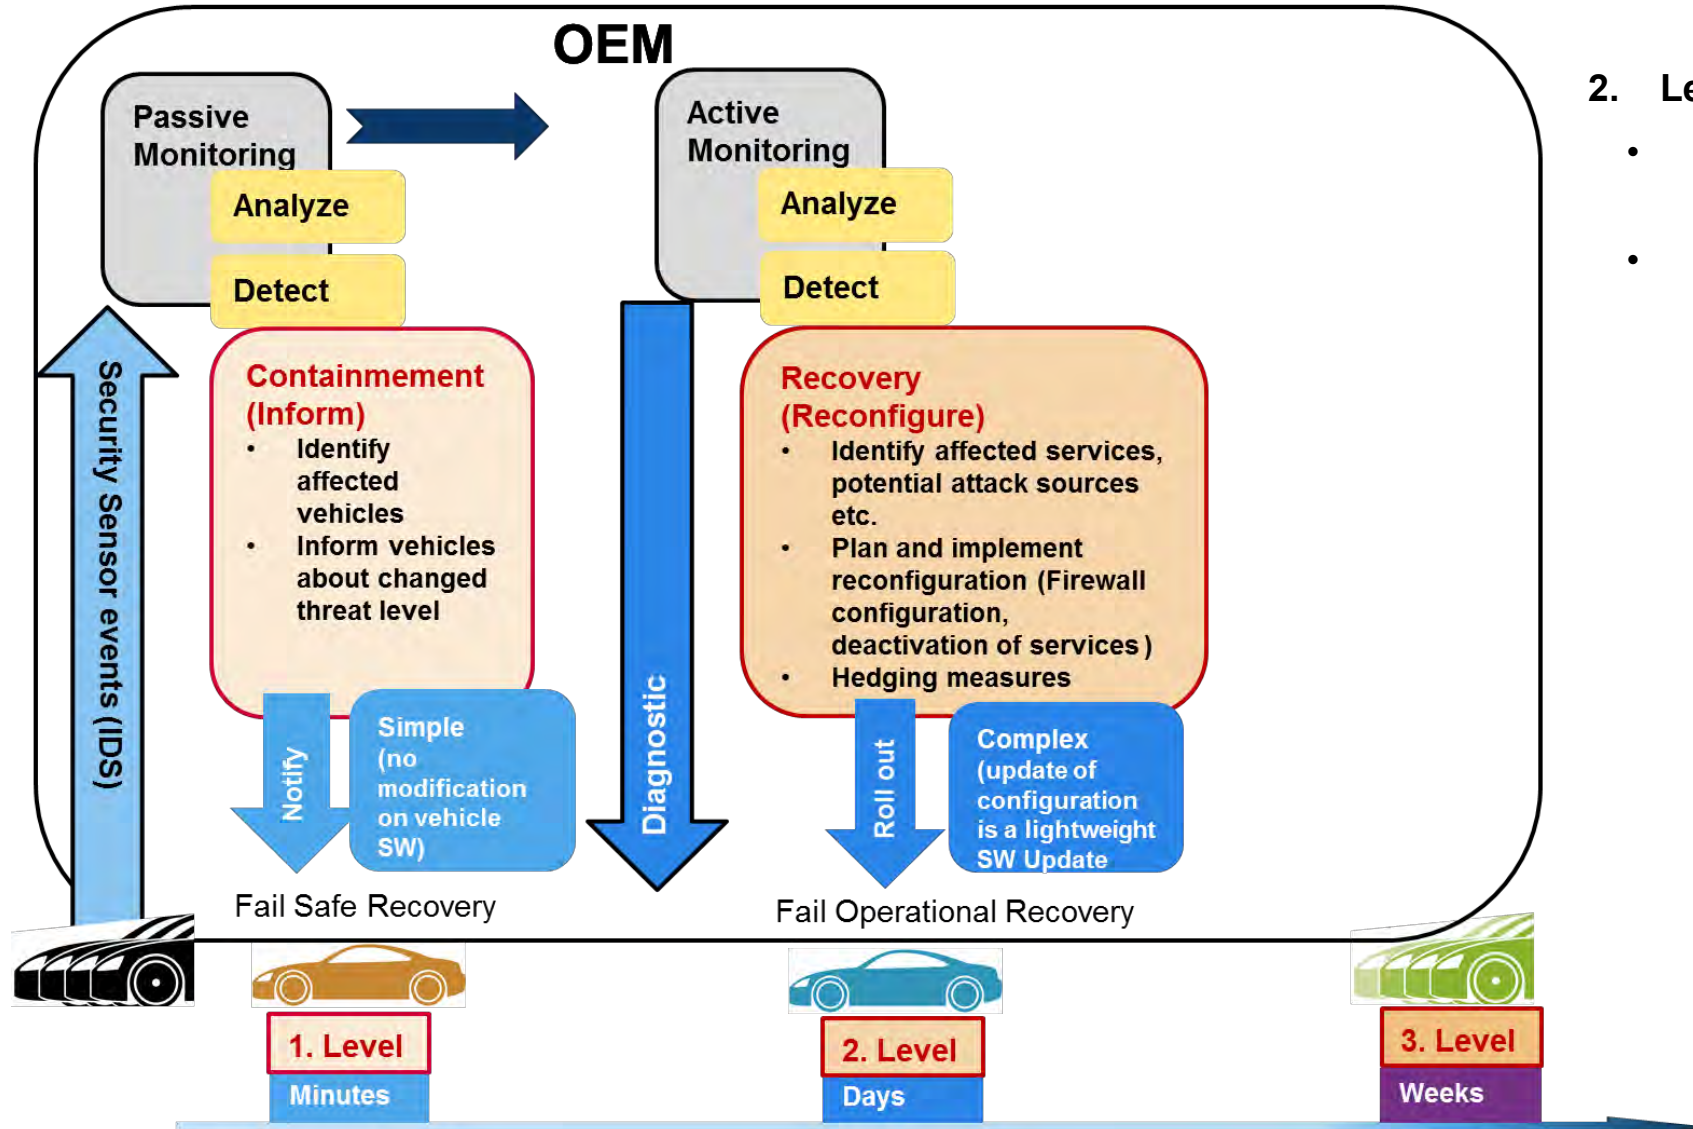 OEM
Passive
Monitoring
Analyze
Detect
Active
Monitoring
Analyze
Detect
2. Le
•
•
Security Sensor events (IDS)
Containmement
(Inform)
• Identify
affected
vehicles
• Inform vehicles
about changed
threat level
Notify
Simple
(no
modification
on vehicle
SW)
Fail Safe Recovery
Diagnostic
Recovery
(Reconfigure)
• Identify affected services,
potential attack sources
etc.
• Plan and implement
reconfiguration (Firewall
configuration,
deactivation of services)
• Hedging measures
Roll out
Complex
(update of
configuration
is a lightweight
SW Update
Fail Operational Recovery
1. Level
Minutes
2. Level
Days
3. Level
Weeks